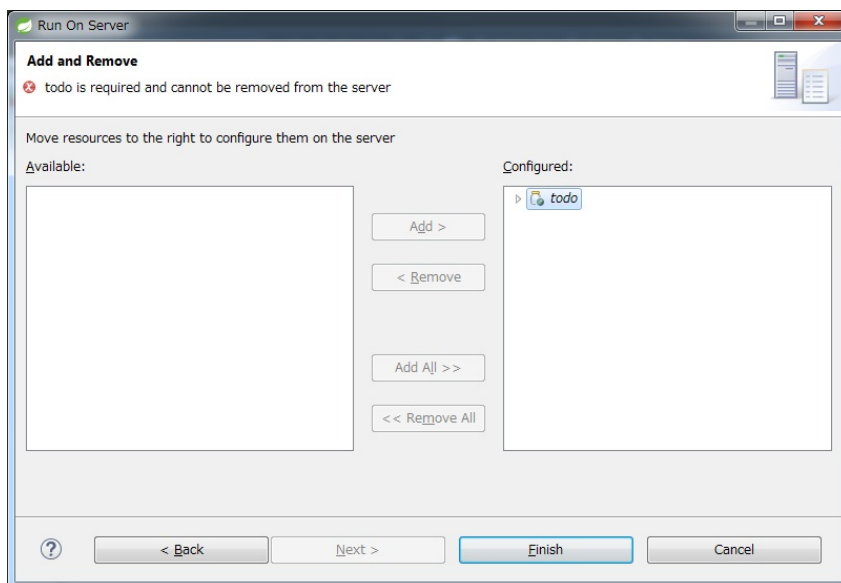 Run On Server
Add and Remove
todo is required and cannot be removed from the server
Move resources to the right to configure them on the server
Available:
Configured:
todo
Add >
< Remove
Add All >>
<< Remove All
?
< Back
Next >
Finish
Cancel